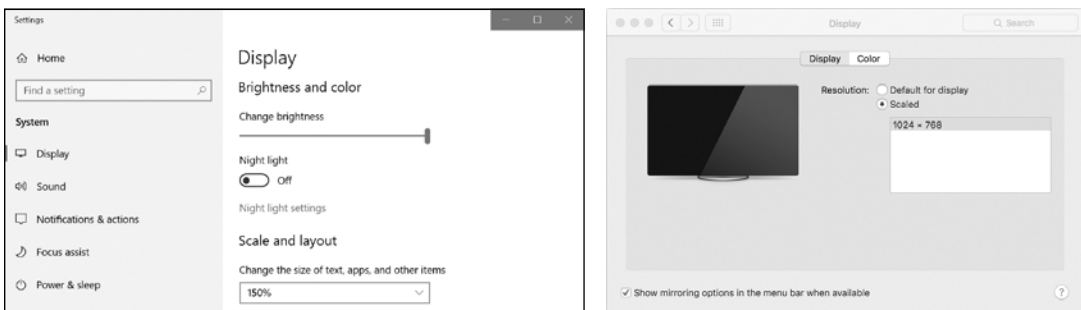 Settings
Home
Find a setting
System
Display
Sound
Notifications & actions
Focus assist
Power & sleep
Display
Brightness and color
Change brightness
Night light
Off
Night light settings
Scale and layout
Change the size of text, apps, and other items
150%
Display
Search
Display Color
Resolution: Default for display
Scaled
1024 × 768
Show mirroring options in the menu bar when available
?